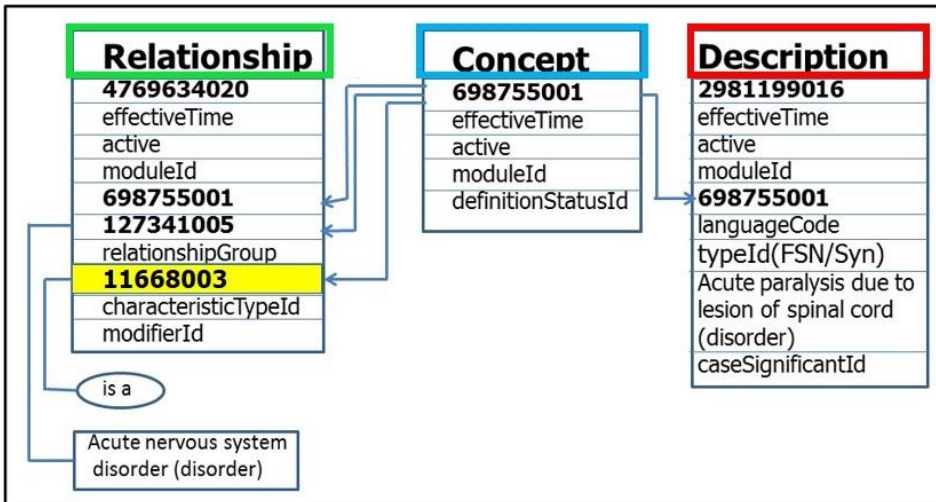 Relationship
4769634020
effectiveTime
active
moduleId
698755001
127341005
relationshipGroup
11668003
characteristicTypeId
modifierId
is a
Acute nervous system
disorder (disorder)
Concept
698755001
effectiveTime
active
moduleId
definitionStatusId
Description
2981199016
effectiveTime
active
moduleId
698755001
languageCode
typeId(FSN/Syn)
Acute paralysis due to
lesion of spinal cord
(disorder)
caseSignificantId